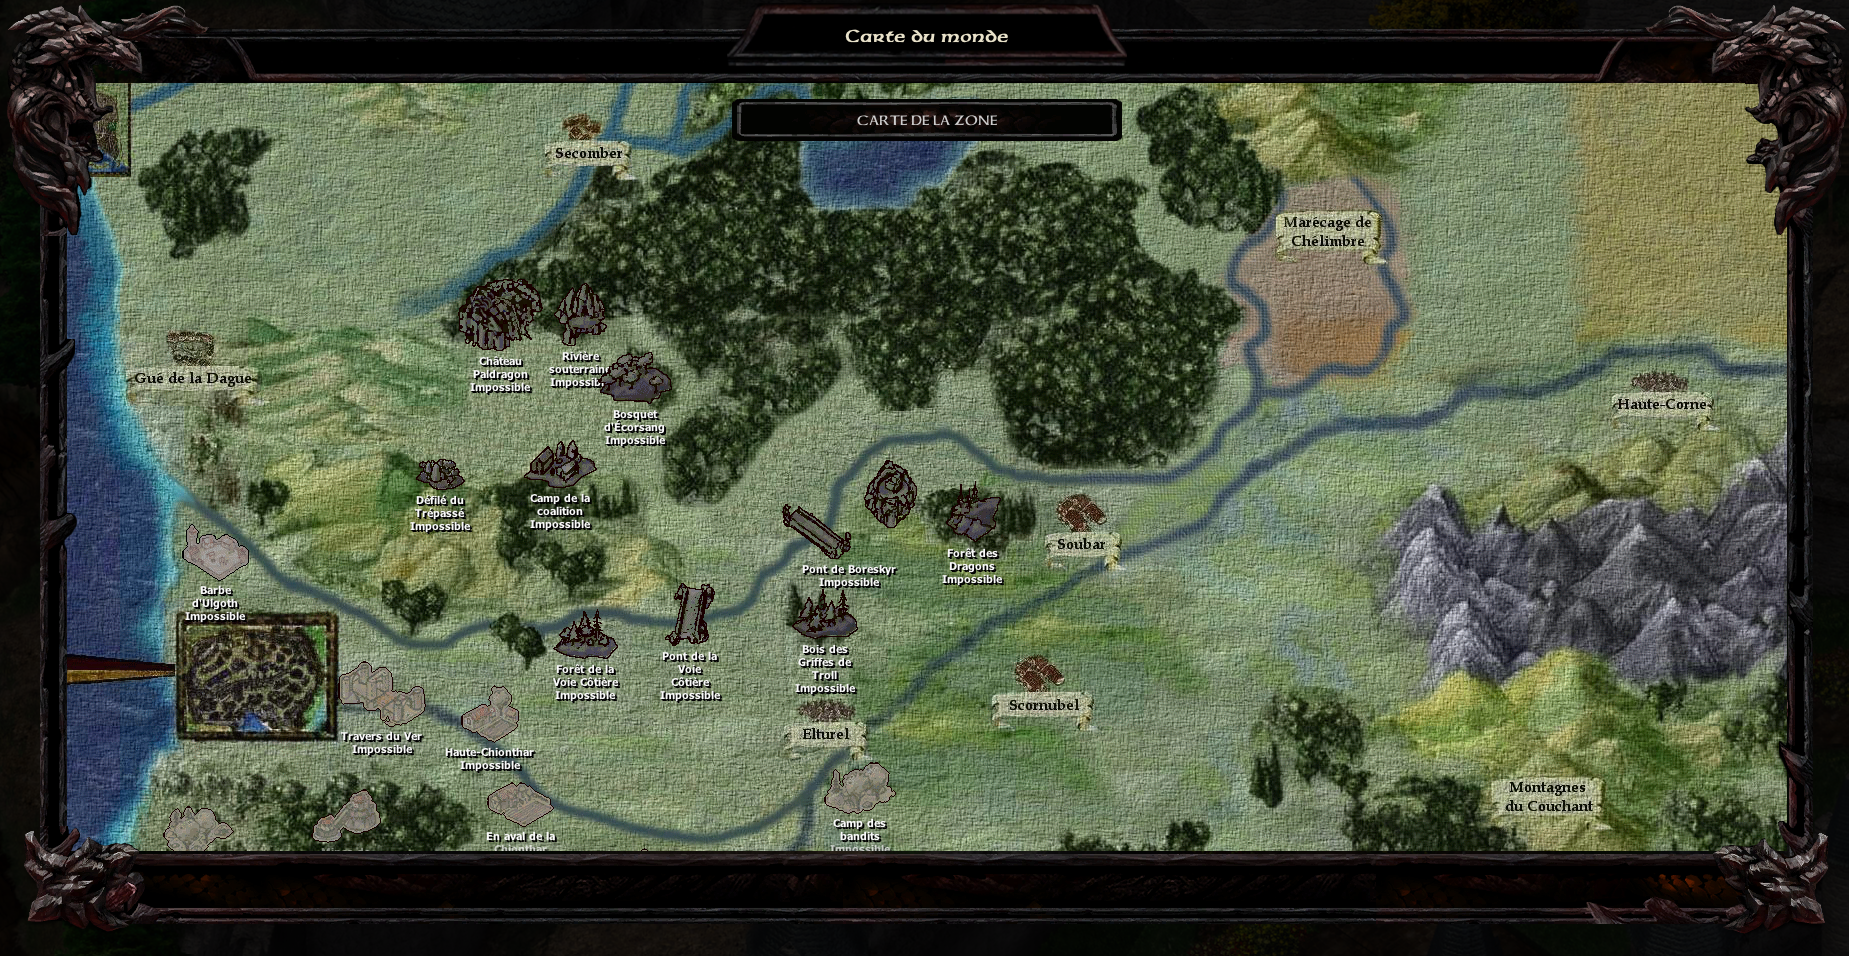 Carte du monde
CARTE DE LA ZONE
Secomber
Marécage de
Chélimbre
Gué de la Dague
Château
Paldragon
Impossible
Rivière
souterraine
Impossible
Bosquet
d'Écorsang
Impossible
Haute-Corne
Défilé du
Trépassé
Impossible
Camp de la
coalition
Impossible
Soubar
Forêt des
Dragons
Impossible
Pont de Boreskyr
Impossible
Barbe
d'Ulgoth
Impossible
Forêt de la
Voie Côtière
Impossible
Pont de la
Voie
Côtière
Impossible
Bois des
Griffes de
Troll
Impossible
Scornubel
Elturel
Travers du Ver
Impossible
Haute-Chionthar
Impossible
Montagnes
du Couchant
En aval de la
Chionthar
Camp des
bandits
Impossible